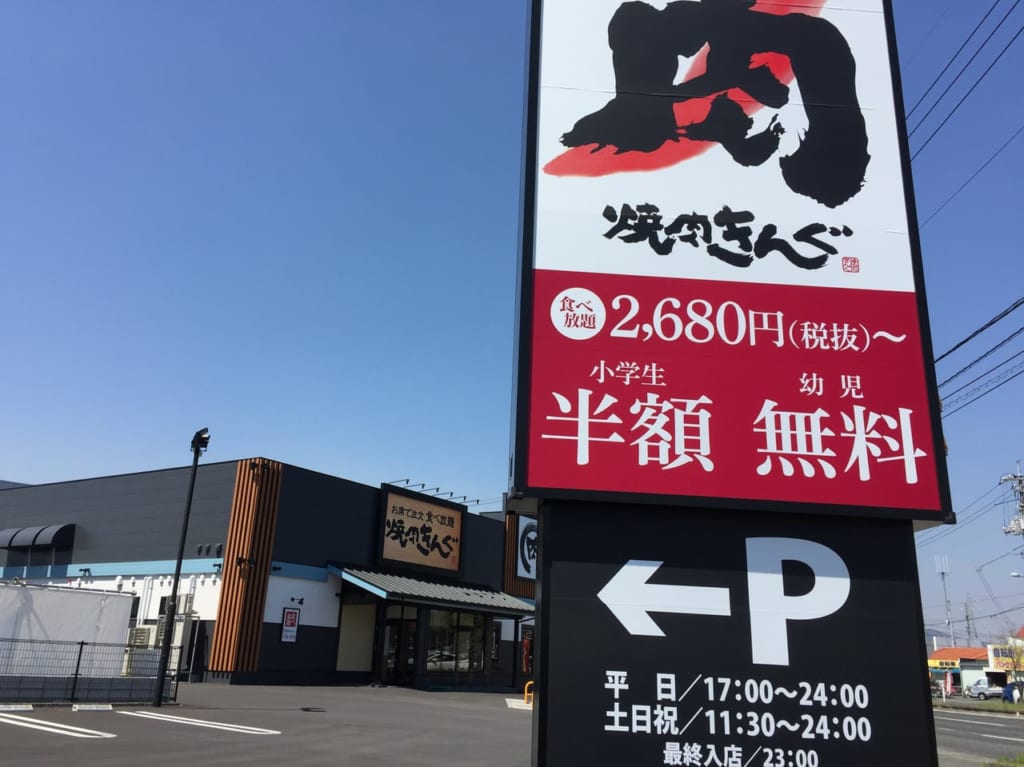 肉
焼肉きんぐ
食べ放題 2,680円(税抜)～
小学生 幼児
半額 無料
お席で注文 食べ放題
焼肉きんぐ
肉
←P
平 日／17:00～24:00
土日祝／11:30～24:00
最終入店／23:00